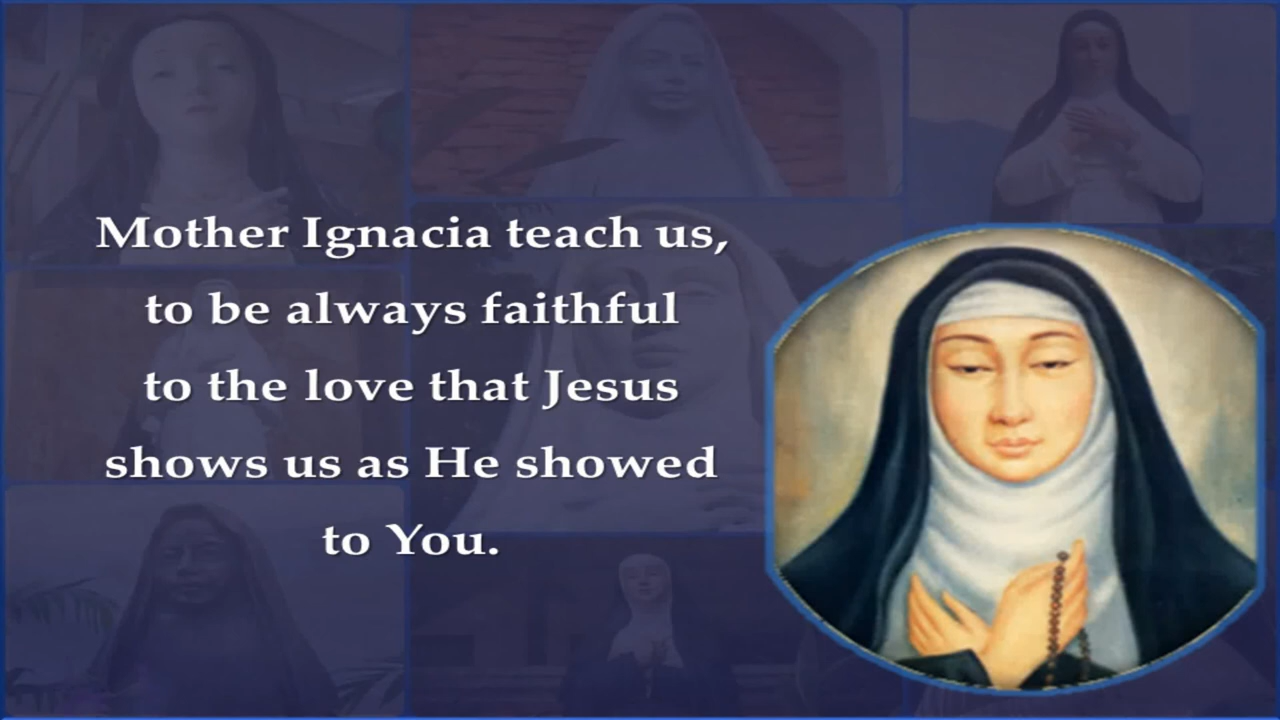 Mother Ignacia teach us,
to be always faithful
to the love that Jesus
shows us as He showed
to You.